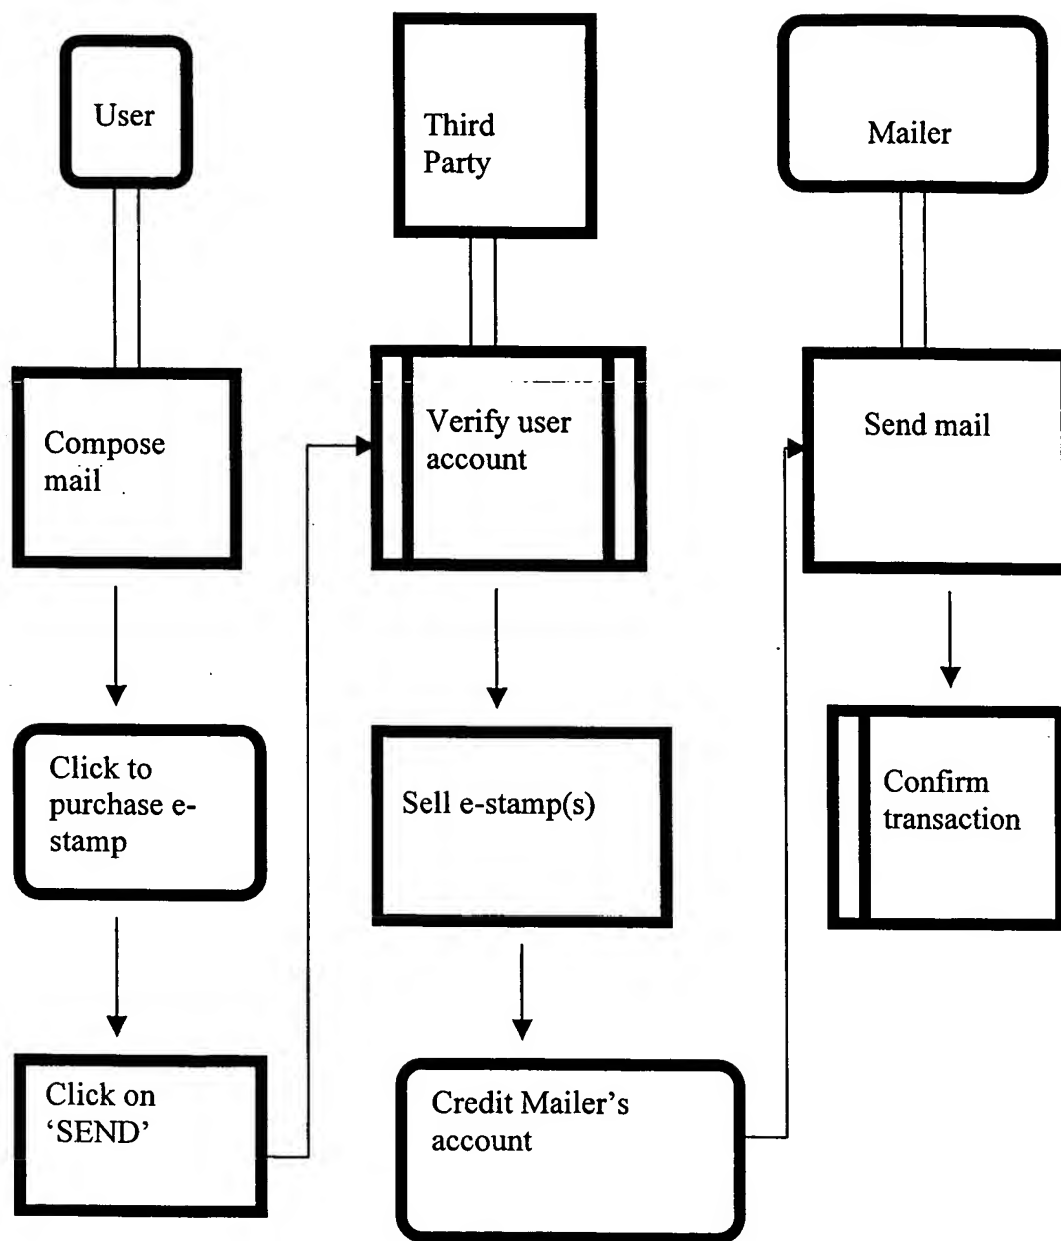 User
Compose
mail
Click to
purchase e-
stamp
Click on
‘SEND’
Third
Party
Verify user
account
Sell e-stamp(s)
Credit Mailer’s
account
Mailer
Send mail
Confirm
transaction